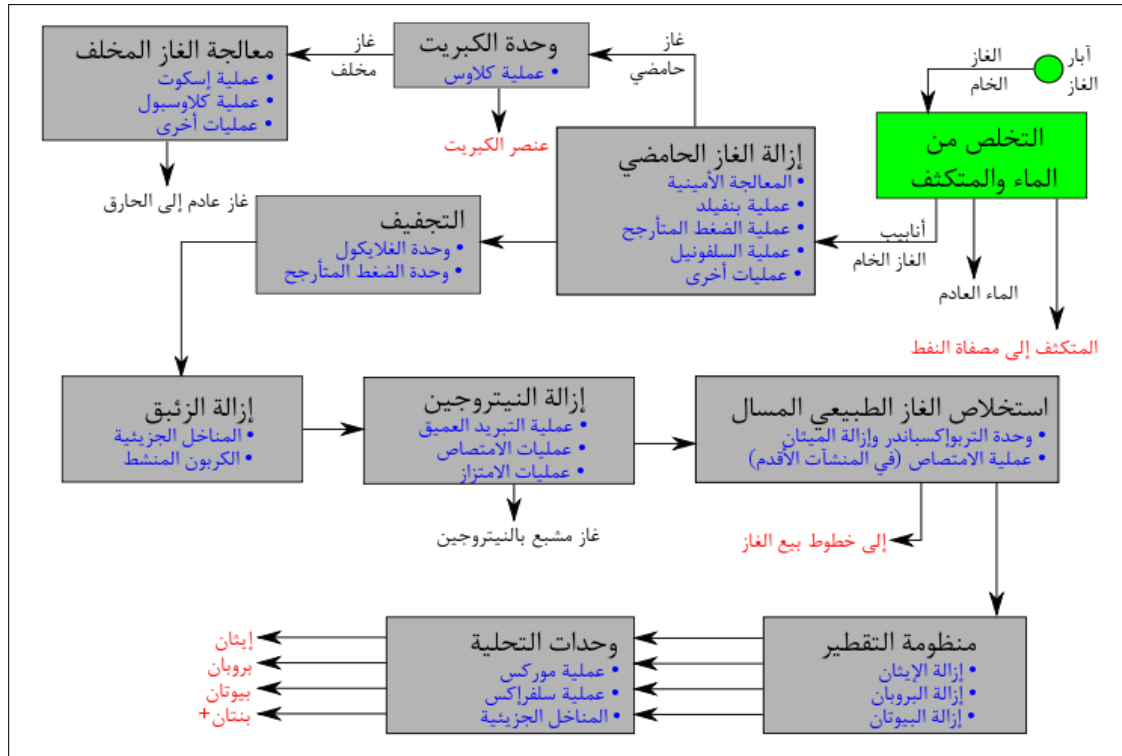 آبار
الغاز
الغاز
الخام
التخلص من
الماء والمتكثف
أنابيب
الغاز الخام
الماء العادم
المتكثف إلى مصفاة النفط
إزالة الغاز الحامضي
• المعالجة الأمينية
• عملية بنفيلد
• عملية الضغط المتأرجح
• عملية السلفونيل
• عمليات أخرى
غاز
حامضي
وحدة الكبريت
• عملية كلاوس
عنصر الكبريت
غاز
مخلف
معالجة الغاز المخلف
• عملية إسكوت
• عملية كلاوسبول
• عمليات أخرى
غاز عادم إلى الحارق
التجفيف
• وحدة الغلايكول
• وحدة الضغط المتأرجح
إزالة الزئبق
• المناخل الجزيئية
• الكربون المنشط
إزالة النيتروجين
• عملية التبريد العميق
• عمليات الامتصاص
• عمليات الامتزاز
غاز مشبع بالنيتروجين
استخلاص الغاز الطبيعي المسال
• وحدة التربوإكسباندر وإزالة الميثان
• عملية الامتصاص (في المنشآت الأقدم)
إلى خطوط بيع الغاز
منظومة التقطير
• إزالة الإيثان
• إزالة البروبان
• إزالة البيوتان
وحدات التحلية
• عملية موركس
• عملية سلفراكس
• المناخل الجزيئية
إيثان
بروبان
بيوتان
بنتان+